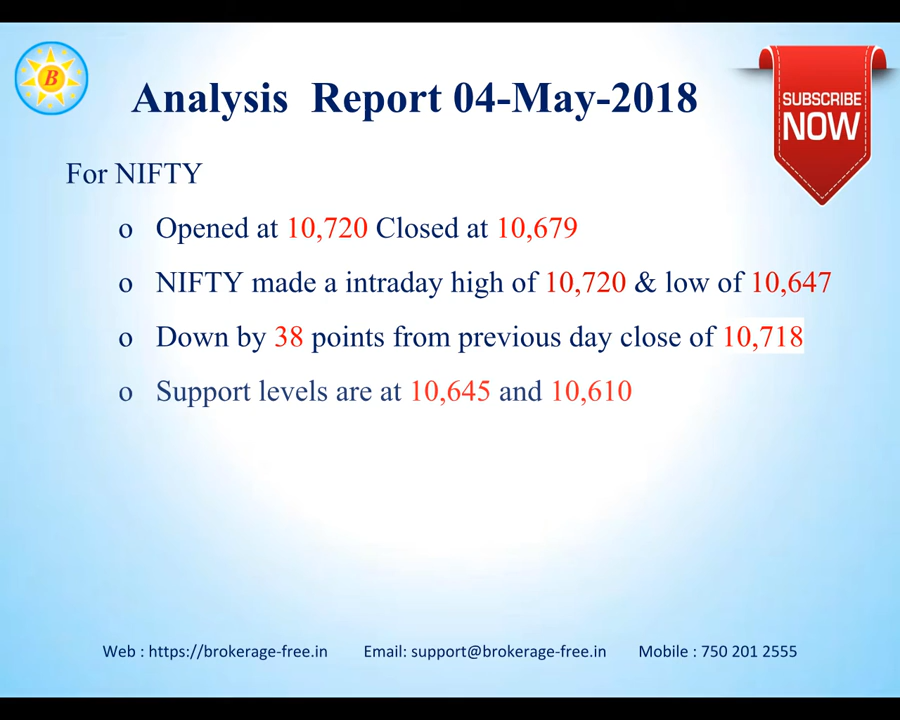 B
Analysis Report 04-May-2018
SUBSCRIBE
NOW
For NIFTY
o Opened at 10,720 Closed at 10,679
o NIFTY made a intraday high of 10,720 & low of 10,647
o Down by 38 points from previous day close of 10,718
o Support levels are at 10,645 and 10,610
Web : https://brokerage-free.in Email: support@brokerage-free.in Mobile : 750 201 2555